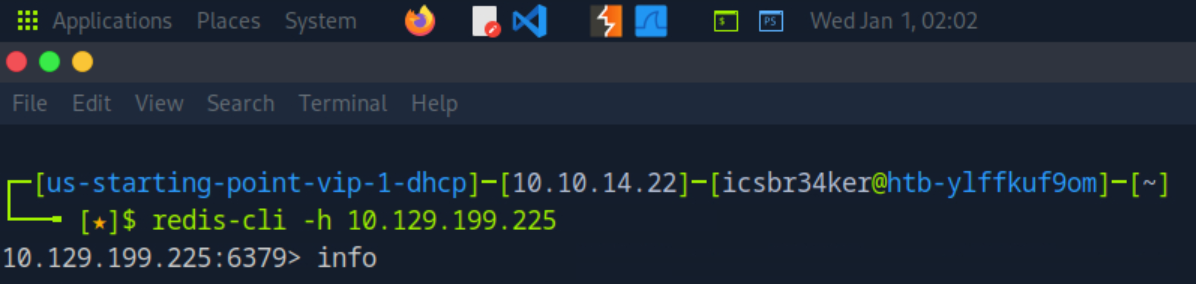 Applications Places System $ PS Wed Jan 1, 02:02
File Edit View Search Terminal Help
┌─[us-starting-point-vip-1-dhcp]─[10.10.14.22]─[icsbr34ker@htb-ylffkuf9om]─[~]
└──╼ [★]$ redis-cli -h 10.129.199.225
10.129.199.225:6379> info